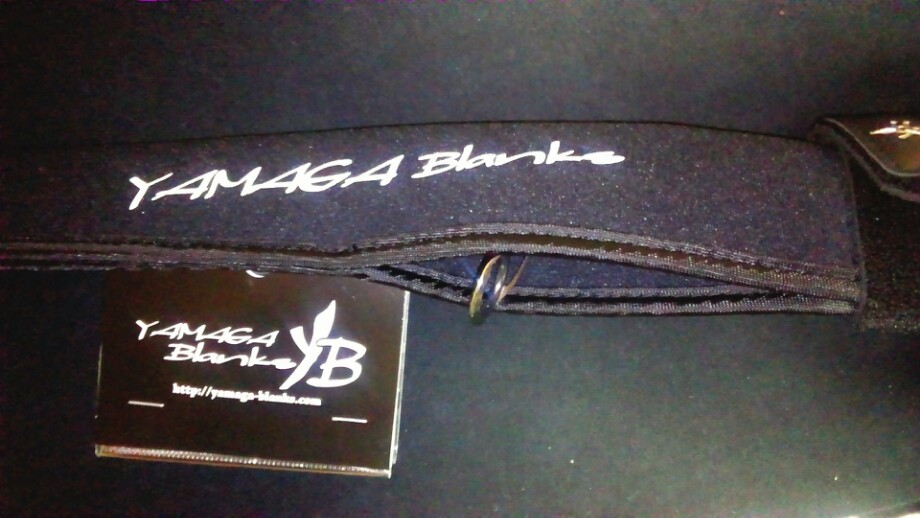 YAMAGA Blanks
YAMAGA
Blanks
YB
http://yamaga-blanks.com